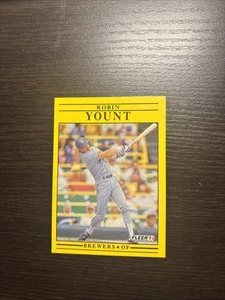 ROBIN
YOUNT
FLEER 91
BREWERS • OF